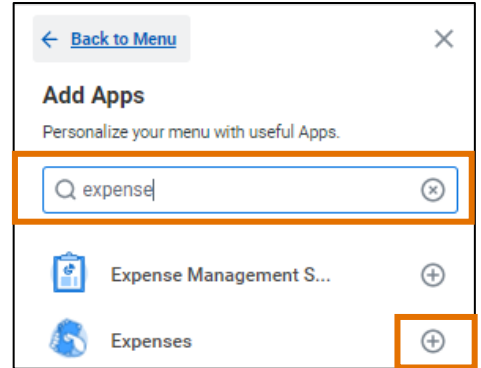 Back to Menu
Add Apps
Personalize your menu with useful Apps.
expense
Expense Management S...
Expenses